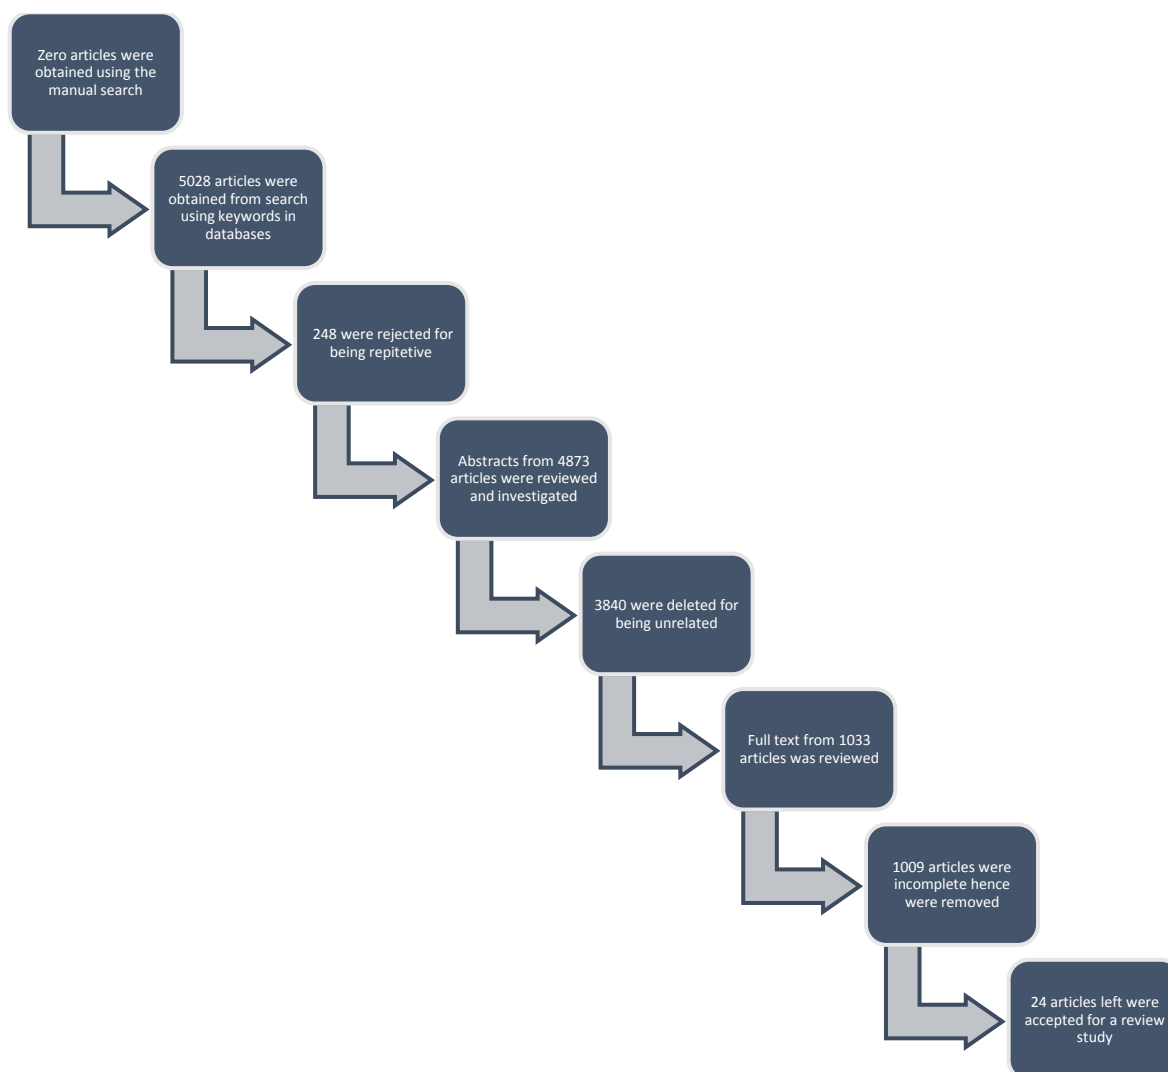 Zero articles were
obtained using the
manual search
5028 articles were
obtained from search
using keywords in
databases
248 were rejected for
being repitetive
Abstracts from 4873
articles were reviewed
and investigated
3840 were deleted for
being unrelated
Full text from 1033
articles was reviewed
1009 articles were
incomplete hence
were removed
24 articles left were
accepted for a review
study